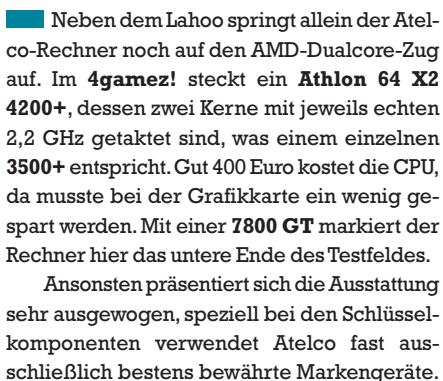 Neben dem Lahoo springt allein der Atel-
co-Rechner noch auf den AMD-Dualcore-Zug
auf. Im 4gamez! steckt ein Athlon 64 X2
4200+, dessen zwei Kerne mit jeweils echten
2,2 GHz getaktet sind, was einem einzelnen
3500+ entspricht. Gut 400 Euro kostet die CPU,
da musste bei der Grafikkarte ein wenig ge-
spart werden. Mit einer 7800 GT markiert der
Rechner hier das untere Ende des Testfeldes.
Ansonsten präsentiert sich die Ausstattung
sehr ausgewogen, speziell bei den Schlüssel-
komponenten verwendet Atelco fast aus-
schließlich bestens bewährte Markengeräte.